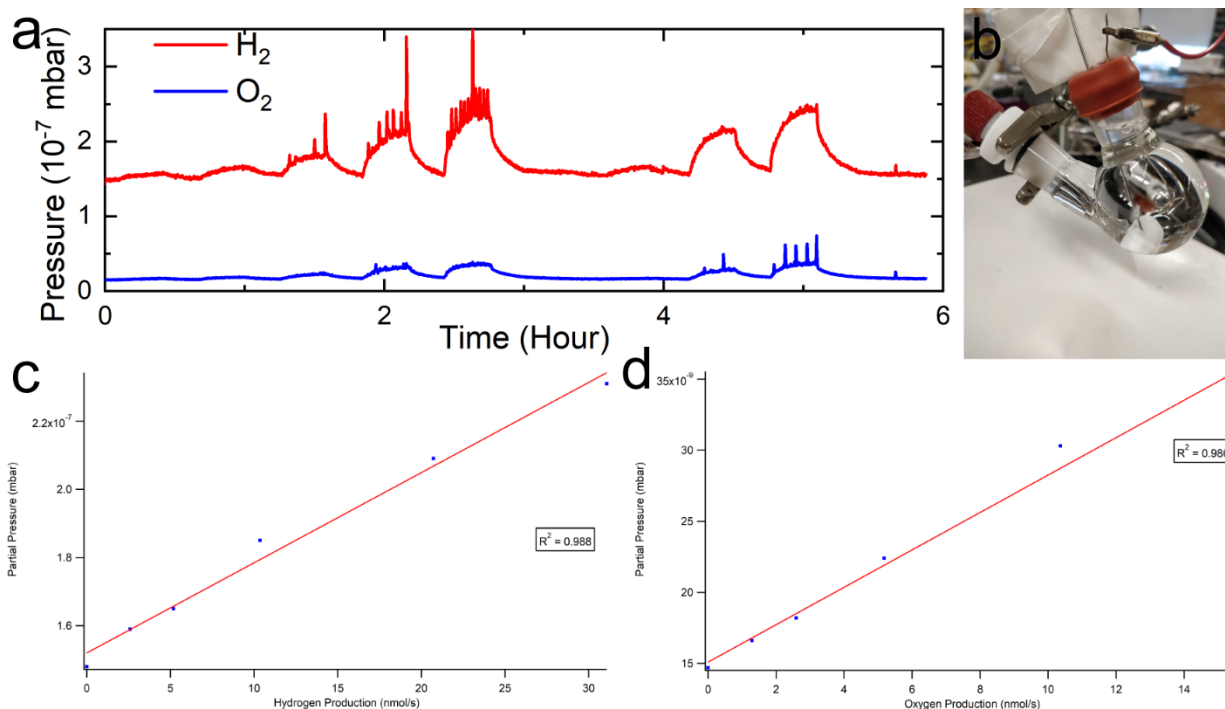 a
H₂
O₂
Pressure (10⁻⁷ mbar)
3
2
1
0
0 2 4 6
Time (Hour)
b
c
Partial Pressure (mbar)
2.2x10⁻⁷
2.0
1.8
1.6
R² = 0.988
0 5 10 15 20 25 30
Hydrogen Production (nmol/s)
d
Partial Pressure (mbar)
35x10⁻⁹
30
25
20
15
R² = 0.986
0 2 4 6 8 10 12 14
Oxygen Production (nmol/s)